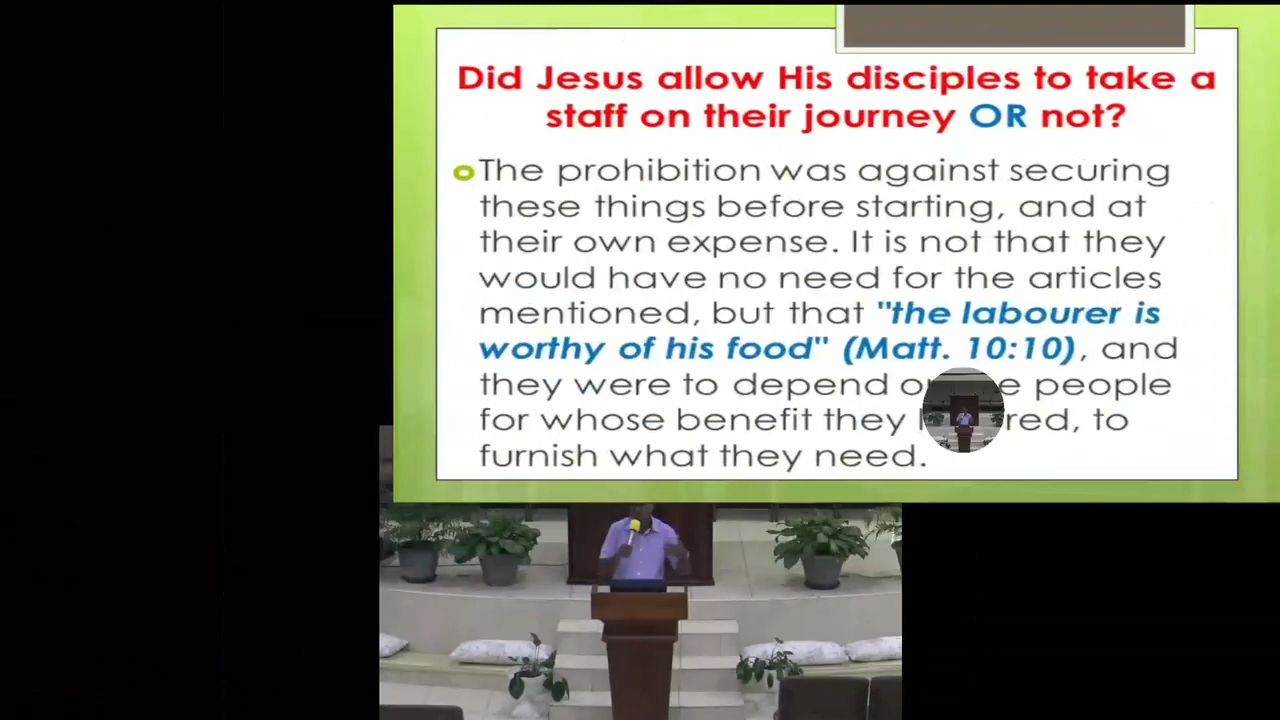 Did Jesus allow His disciples to take a
staff on their journey OR not?
The prohibition was against securing
these things before starting, and at
their own expense. It is not that they
would have no need for the articles
mentioned, but that "the labourer is
worthy of his food" (Matt. 10:10), and
they were to depend people
for whose benefit they to
furnish what they need.